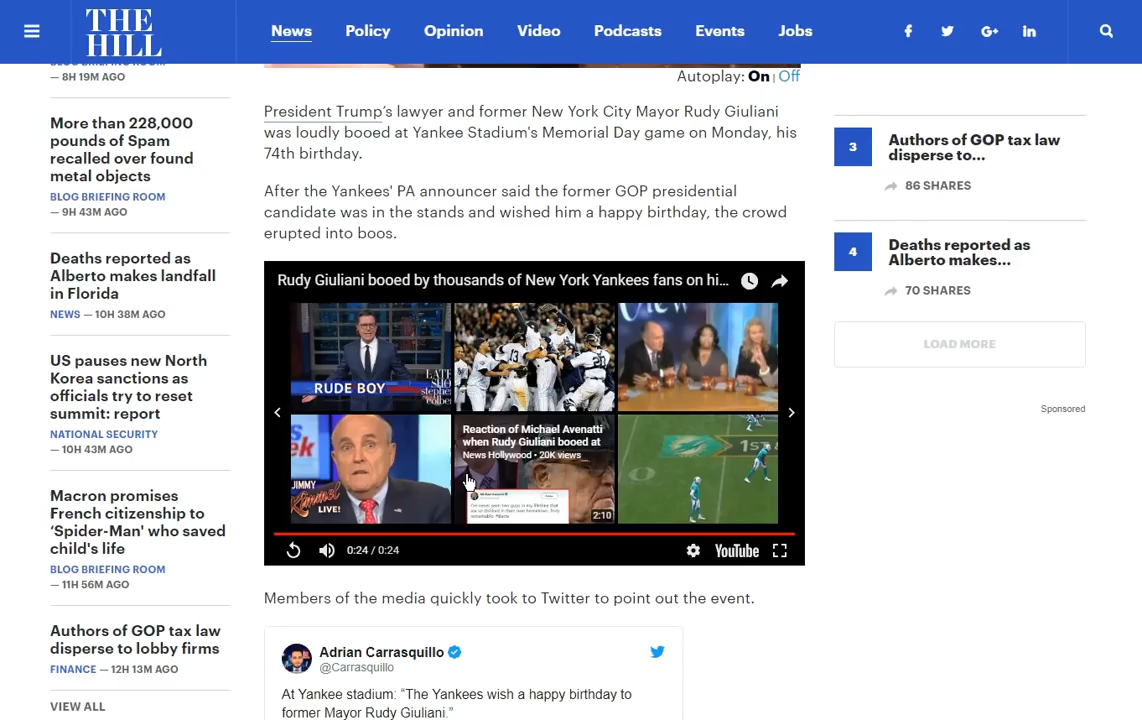 THE
HILL
News
Policy
Opinion
Video
Podcasts
Events
Jobs
— 8H 19M AGO
More than 228,000
pounds of Spam
recalled over found
metal objects
BLOG BRIEFING ROOM
— 9H 43M AGO
Deaths reported as
Alberto makes landfall
in Florida
NEWS — 10H 38M AGO
US pauses new North
Korea sanctions as
officials try to reset
summit: report
NATIONAL SECURITY
— 10H 43M AGO
Macron promises
French citizenship to
‘Spider-Man' who saved
child's life
BLOG BRIEFING ROOM
— 11H 56M AGO
Authors of GOP tax law
disperse to lobby firms
FINANCE — 12H 13M AGO
VIEW ALL
Autoplay: On | Off
President Trump’s lawyer and former New York City Mayor Rudy Giuliani
was loudly booed at Yankee Stadium's Memorial Day game on Monday, his
74th birthday.
After the Yankees' PA announcer said the former GOP presidential
candidate was in the stands and wished him a happy birthday, the crowd
erupted into boos.
Rudy Giuliani booed by thousands of New York Yankees fans on hi...
RUDE BOY
LATE
SHOW
stephen
colbert
View
JIMMY
Kimmel
LIVE!
Reaction of Michael Avenatti
when Rudy Giuliani booed at
News Hollywood • 20K views
2:10
1ST
0:24 / 0:24
YouTube
Members of the media quickly took to Twitter to point out the event.
Adrian Carrasquillo
@Carrasquillo
At Yankee stadium: “The Yankees wish a happy birthday to
former Mayor Rudy Giuliani.”
3
Authors of GOP tax law
disperse to...
86 SHARES
4
Deaths reported as
Alberto makes...
70 SHARES
LOAD MORE
Sponsored